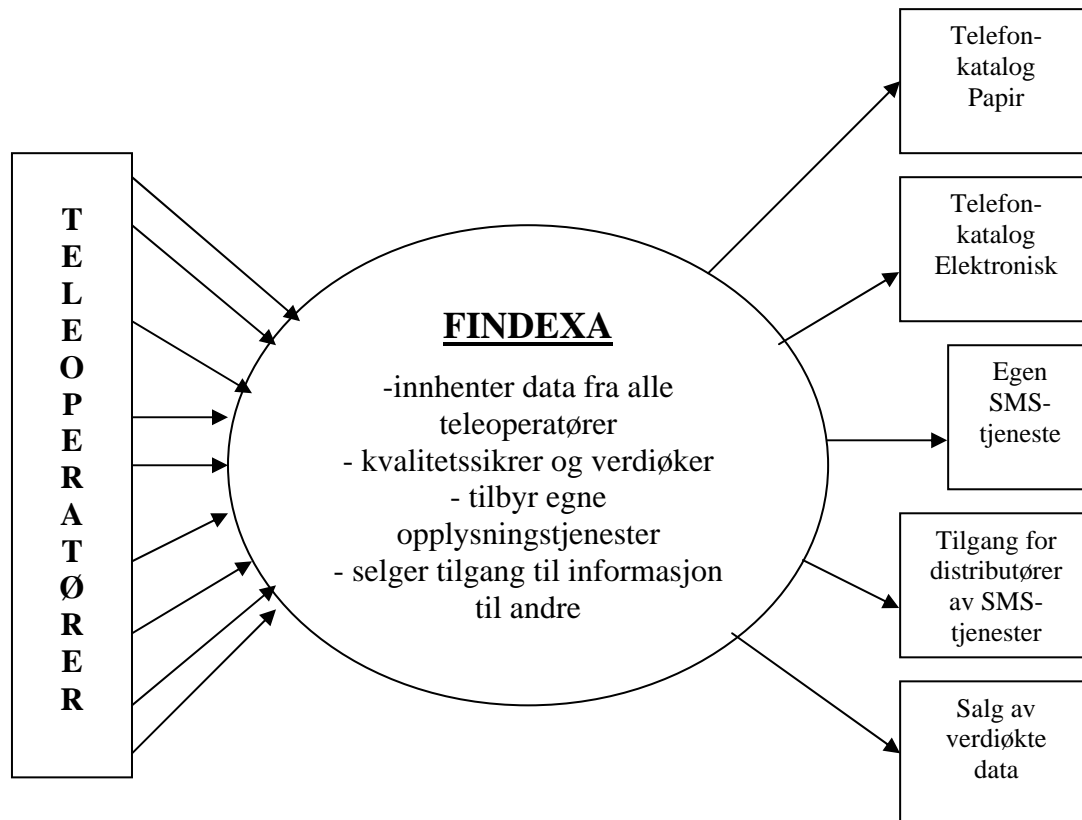 TELEOPERATØRER
FINDEXA
-innhenter data fra alle
teleoperatører
- kvalitetssikrer og verdiøker
- tilbyr egne
opplysningstjenester
- selger tilgang til informasjon
til andre
Telefon-
katalog
Papir
Telefon-
katalog
Elektronisk
Egen
SMS-
tjeneste
Tilgang for
distributører
av SMS-
tjenester
Salg av
verdiøkte
data